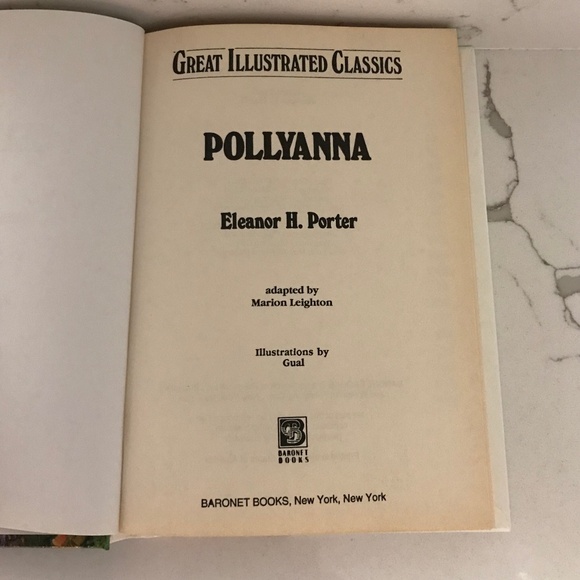 GREAT ILLUSTRATED CLASSICS
POLLYANNA
Eleanor H. Porter
adapted by
Marion Leighton
Illustrations by
Gual
BARONET
BOOKS
BARONET BOOKS, New York, New York